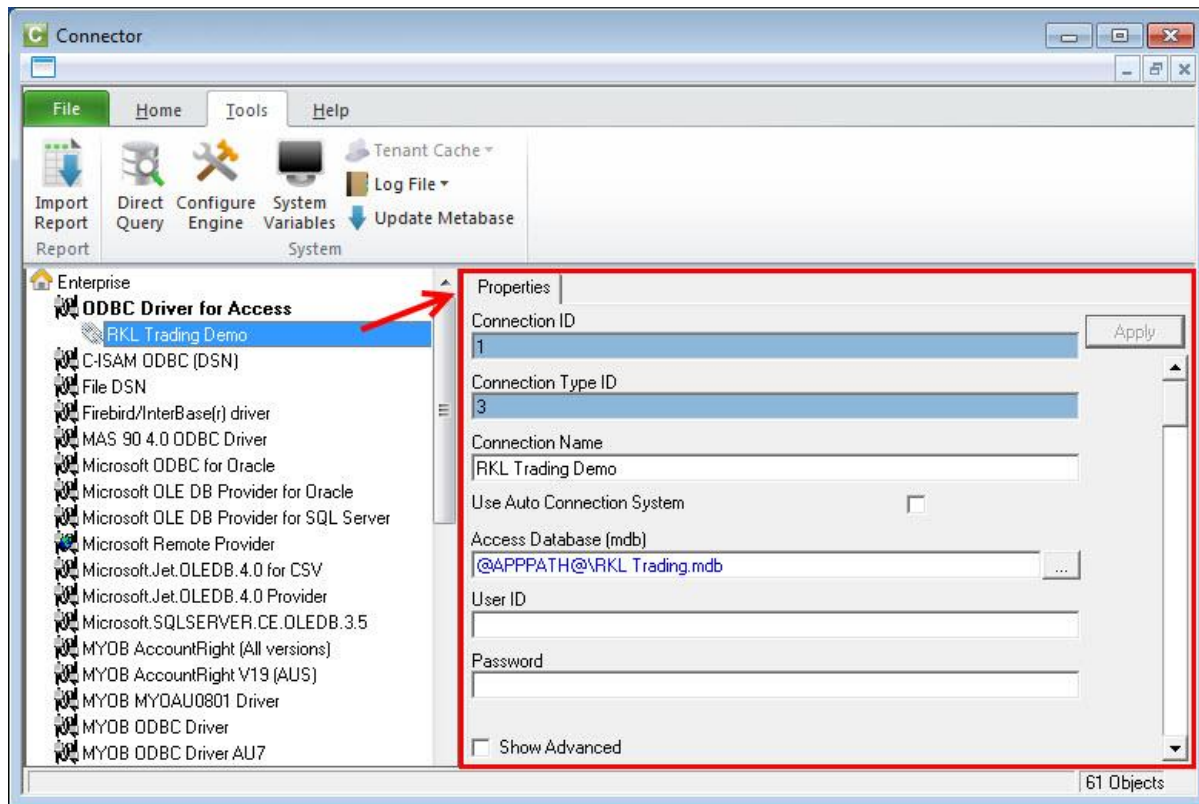 Connector
File Home Tools Help
Import Report
Direct Query
Configure Engine
System Variables
Tenant Cache
Log File
Update Metabase
Report
System
Enterprise
ODBC Driver for Access
RKL Trading Demo
C-ISAM ODBC (DSN)
File DSN
Firebird/InterBase(r) driver
MAS 90 4.0 ODBC Driver
Microsoft ODBC for Oracle
Microsoft OLE DB Provider for Oracle
Microsoft OLE DB Provider for SQL Server
Microsoft Remote Provider
Microsoft.Jet.OLEDB.4.0 for CSV
Microsoft.Jet.OLEDB.4.0 Provider
Microsoft.SQLSERVER.CE.OLEDB.3.5
MYOB AccountRight (All versions)
MYOB AccountRight V19 (AUS)
MYOB MYOAU0801 Driver
MYOB ODBC Driver
MYOB ODBC Driver AU7
Properties
Connection ID
Apply
1
Connection Type ID
3
Connection Name
RKL Trading Demo
Use Auto Connection System
Access Database (mdb)
@APPPATH@\RKL Trading.mdb
...
User ID
Password
Show Advanced
61 Objects